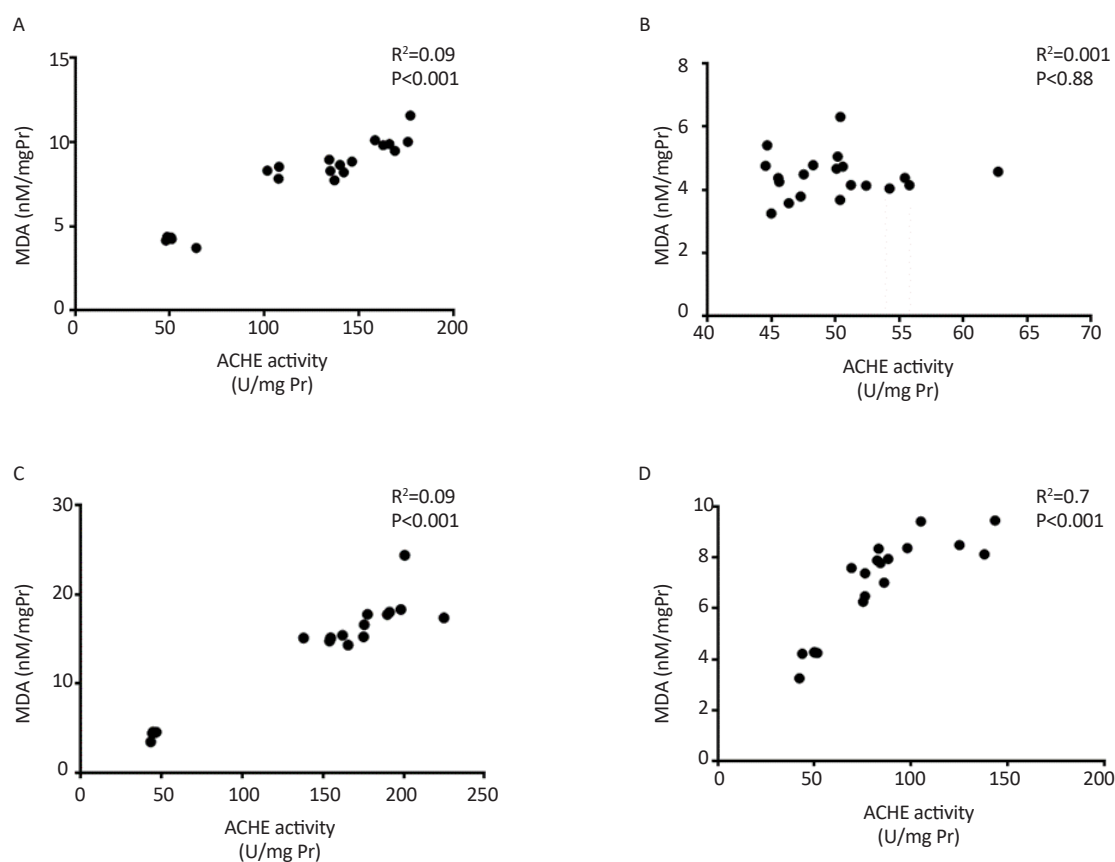 A
R²=0.09
P<0.001
15
10
5
0
MDA (nM/mgPr)
0 50 100 150 200
ACHE activity
(U/mg Pr)
B
R²=0.001
P<0.88
8
6
4
2
0
MDA (nM/mgPr)
40 45 50 55 60 65 70
ACHE activity
(U/mg Pr)
C
R²=0.09
P<0.001
30
20
10
0
MDA (nM/mgPr)
0 50 100 150 200 250
ACHE activity
(U/mg Pr)
D
R²=0.7
P<0.001
10
8
6
4
2
0
MDA (nM/mgPr)
0 50 100 150 200
ACHE activity
(U/mg Pr)